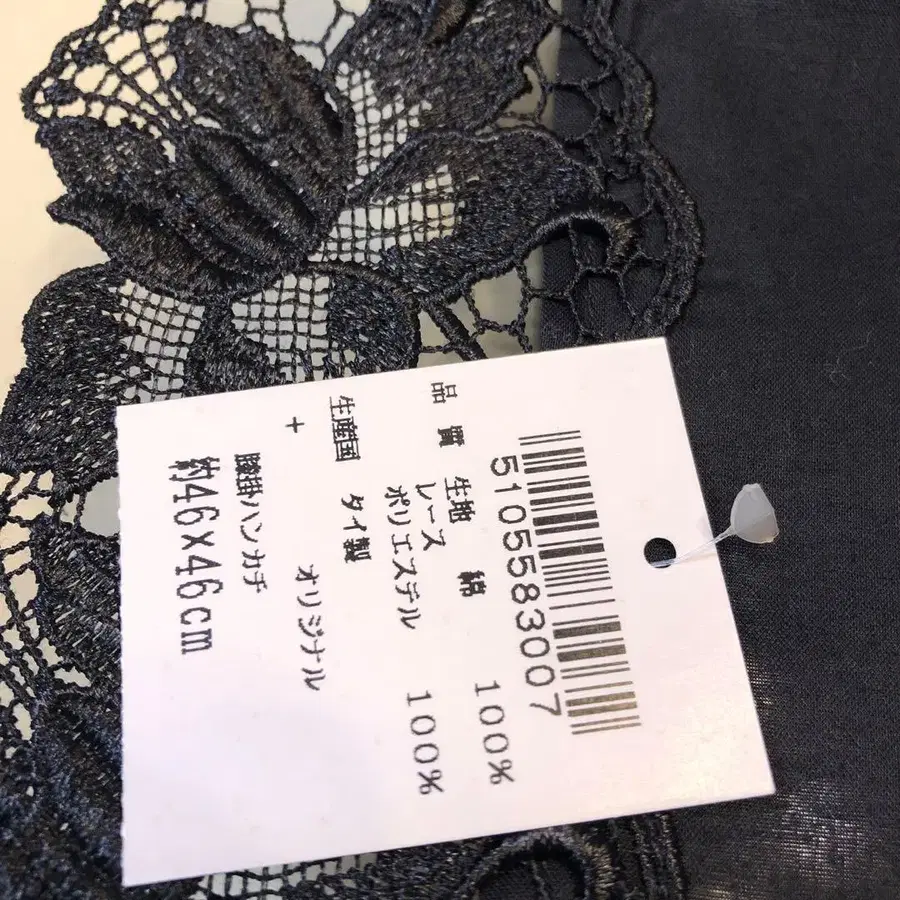 5105583007
品質 生地 綿 100%
レース
ポリエステル 100%
生産国 タイ製
+ オリジナル
膝掛ハンカチ
約46x46cm